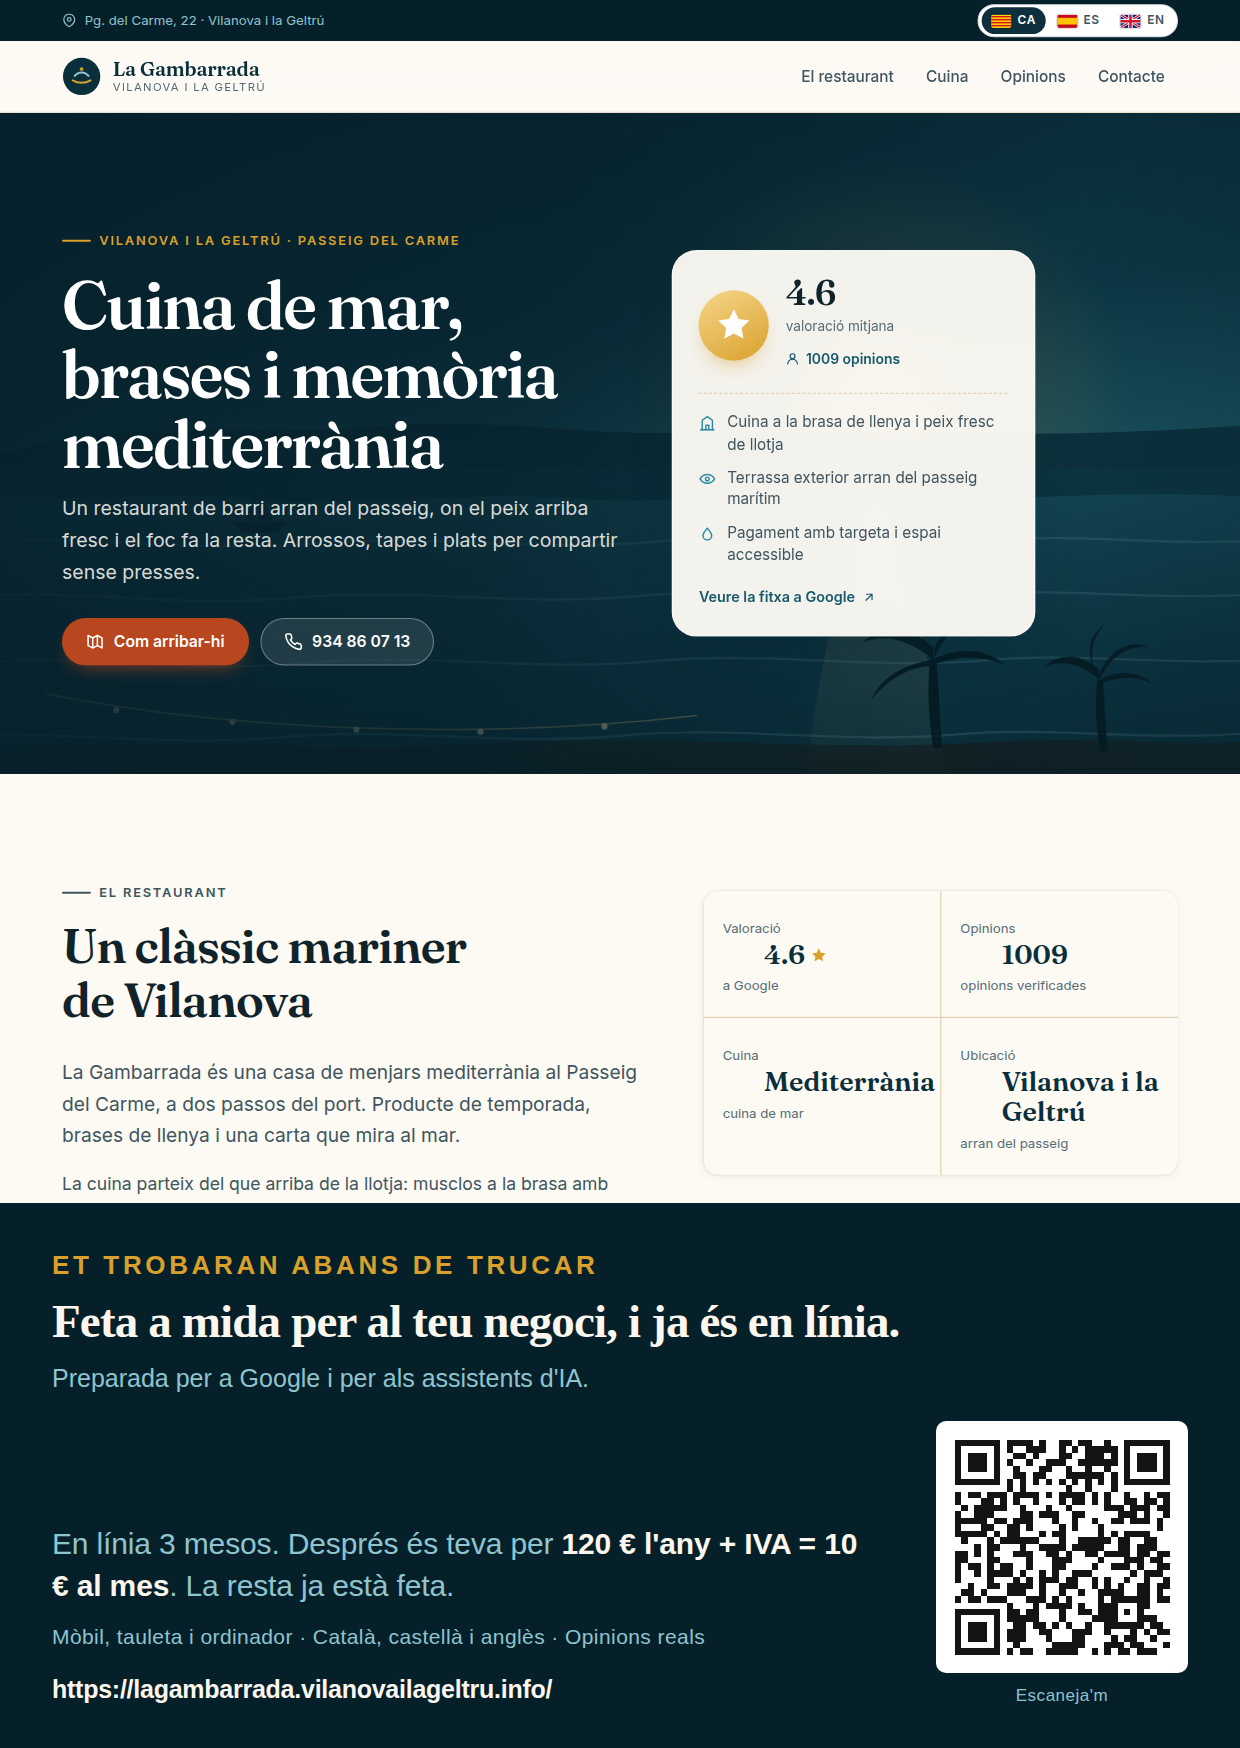 Pg. del Carme, 22 · Vilanova i la Geltrú
CA ES EN
La Gambarrada
VILANOVA I LA GELTRÚ
El restaurant Cuina Opinions Contacte
VILANOVA I LA GELTRÚ · PASSEIG DEL CARME
Cuina de mar,
brases i memòria
mediterrània
Un restaurant de barri arran del passeig, on el peix arriba
fresc i el foc fa la resta. Arrossos, tapes i plats per compartir
sense presses.
Com arribar-hi
934 86 07 13
4.6
valoració mitjana
1009 opinions
Cuina a la brasa de llenya i peix fresc
de llotja
Terrassa exterior arran del passeig
marítim
Pagament amb targeta i espai
accessible
Veure la fitxa a Google
EL RESTAURANT
Un clàssic mariner
de Vilanova
La Gambarrada és una casa de menjars mediterrània al Passeig
del Carme, a dos passos del port. Producte de temporada,
brases de llenya i una carta que mira al mar.
La cuina parteix del que arriba de la llotja: musclos a la brasa amb
Valoració
4.6
a Google
Opinions
1009
opinions verificades
Cuina
Mediterrània
cuina de mar
Ubicació
Vilanova i la
Geltrú
arran del passeig
ET TROBARAN ABANS DE TRUCAR
Feta a mida per al teu negoci, i ja és en línia.
Preparada per a Google i per als assistents d'IA.
En línia 3 mesos. Després és teva per 120 € l'any + IVA = 10
€ al mes. La resta ja està feta.
Mòbil, tauleta i ordinador · Català, castellà i anglès · Opinions reals
https://lagambarrada.vilanovailageltru.info/
Escaneja'm